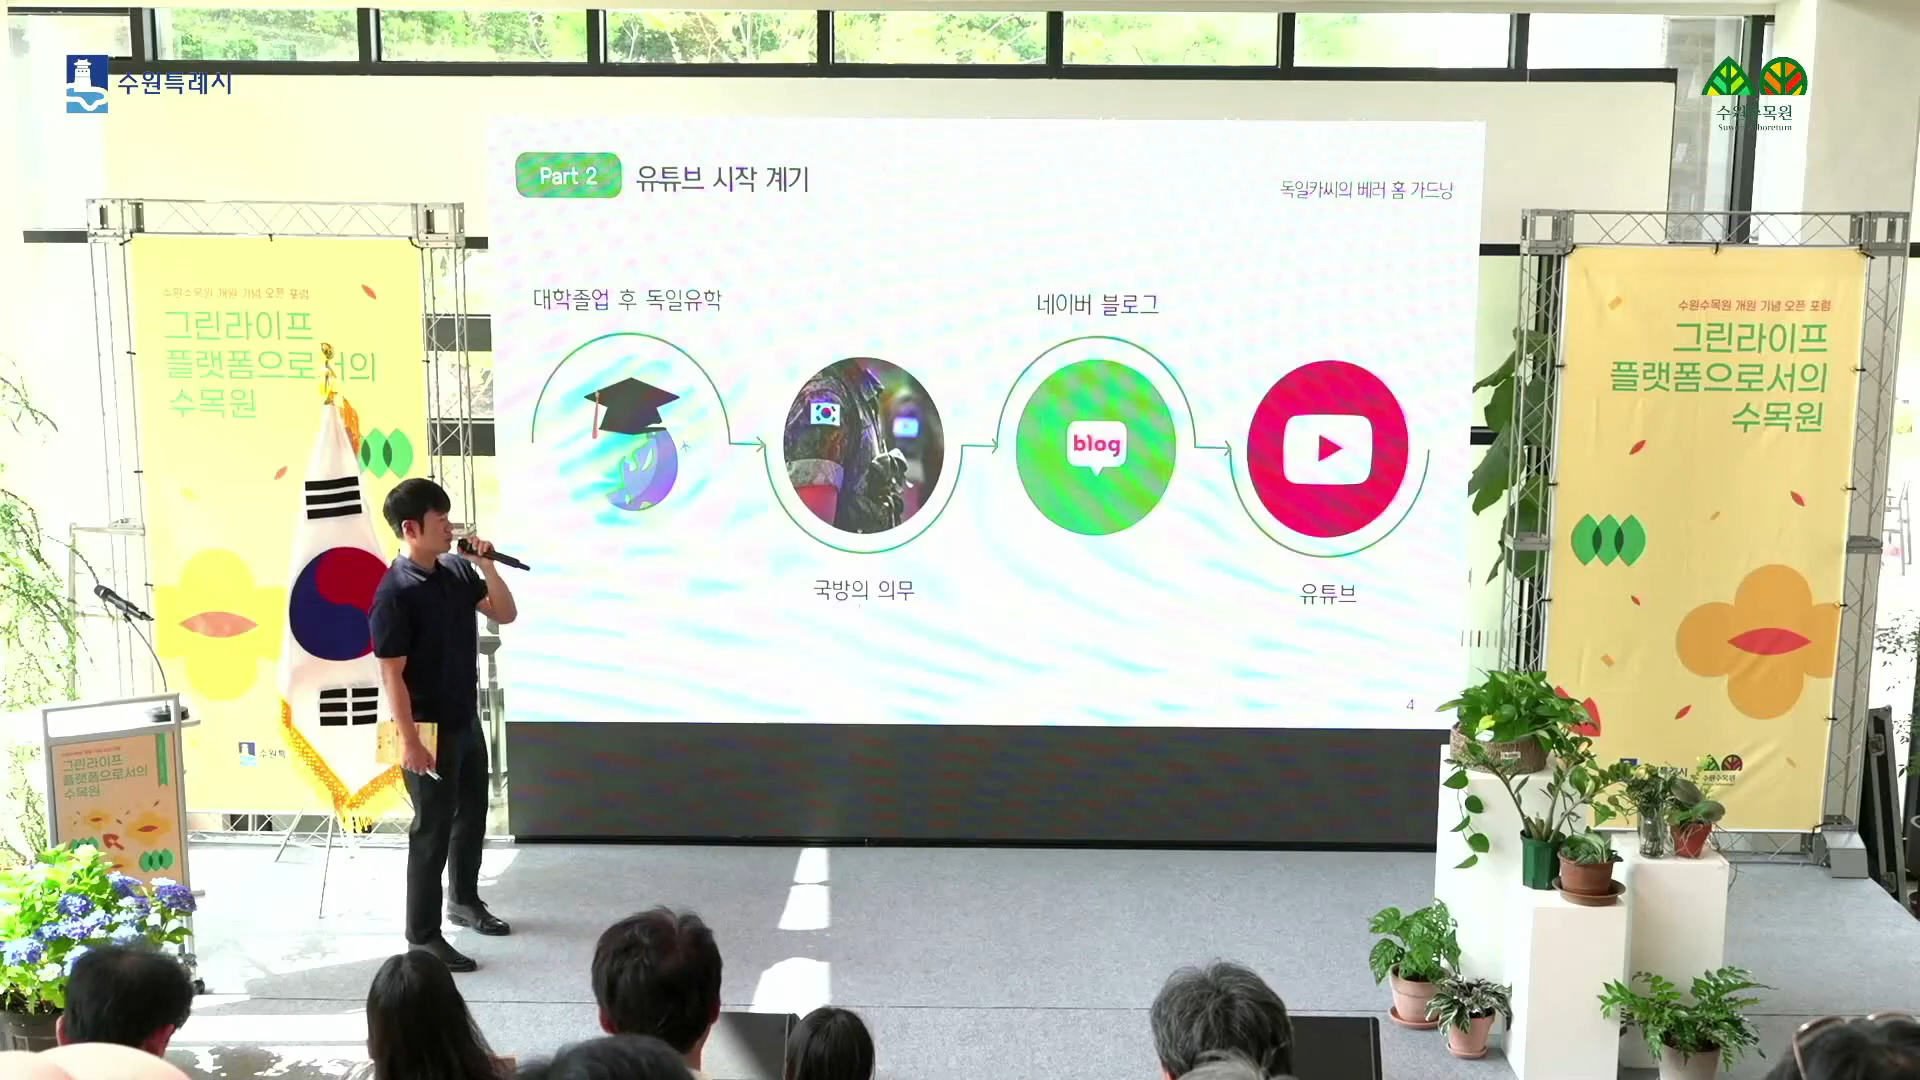 수원특례시
수원수목원
Part 2
유튜브 시작 계기
독일카씨의 베러 홈 가드닝
대학졸업 후 독일유학
네이버 블로그
blog
국방의 의무
유튜브
4
수원수목원 개원 기념 오픈 포럼
그린라이프
플랫폼으로서의
수목원
수원수목원 개원 기념 오픈 포럼
그린라이프
플랫폼으로서의
수목원
그린라이프
플랫폼으로서의
수목원
수원수목원